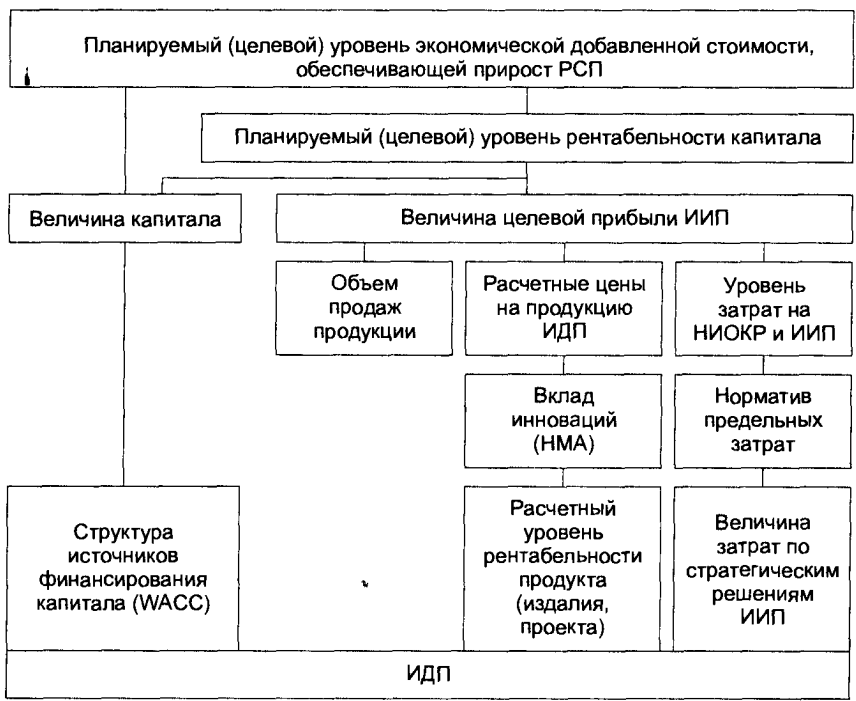 Планируемый (целевой) уровень экономической добавленной стоимости,
обеспечивающей прирост РСП
Планируемый (целевой) уровень рентабельности капитала
Величина капитала
Величина целевой прибыли ИИП
Объем
продаж
продукции
Расчетные цены
на продукцию
ИДП
Уровень
затрат на
НИОКР и ИИП
Вклад
инноваций
(НМА)
Норматив
предельных
затрат
Структура
источников
финансирования
капитала (WACC)
Расчетный
уровень
рентабельности
продукта
(издалия,
проекта)
Величина
затрат по
стратегическим
решениям
ИИП
ИДП